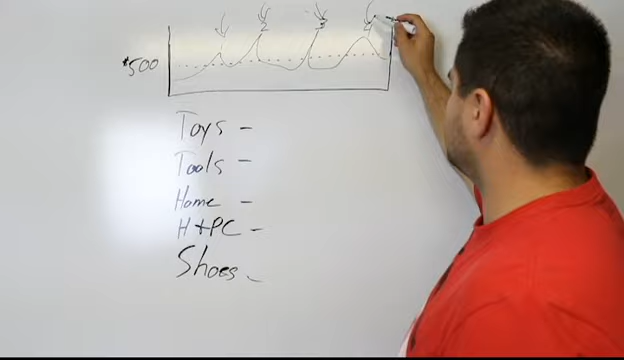 $500
Toys -
Tools -
Home -
H+PC -
Shoes -